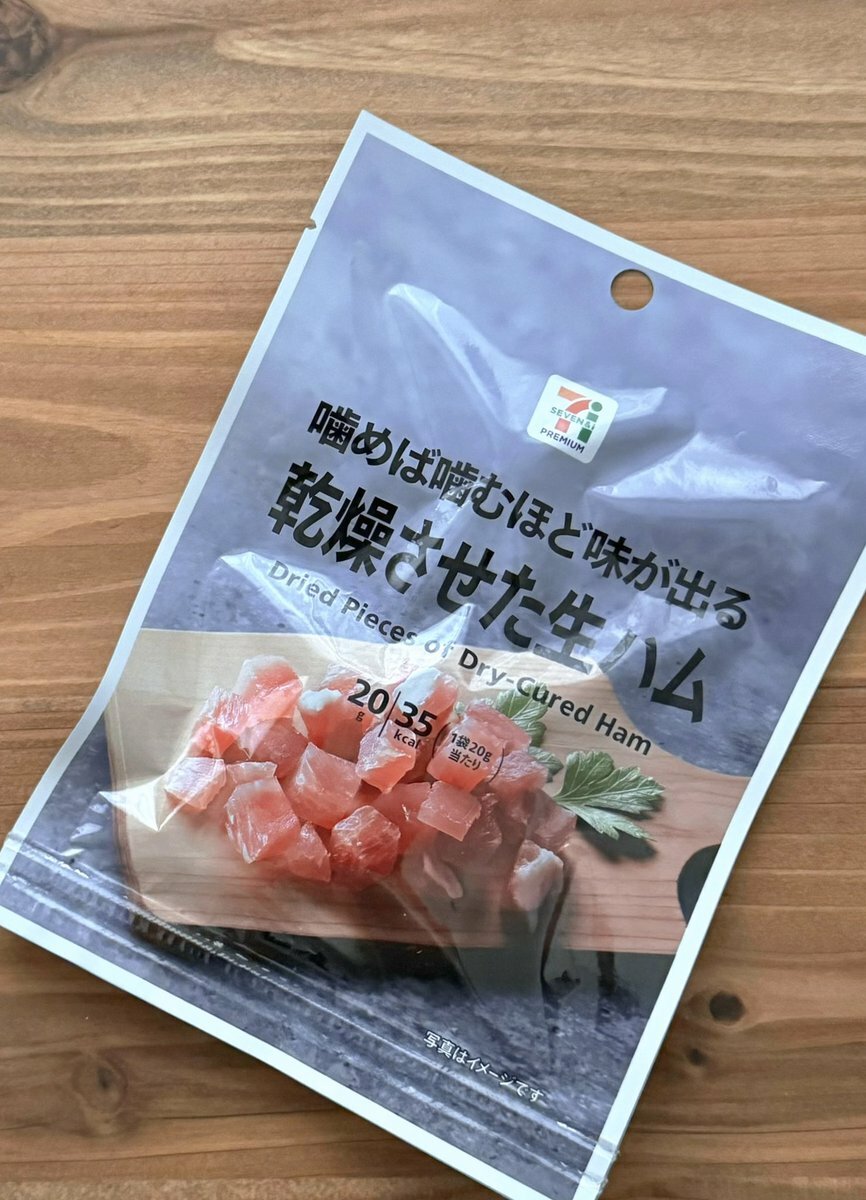 SEVEN&i
PREMIUM
噛めば噛むほど味が出る
乾燥させた生ハム
Dried Pieces of Dry-Cured Ham
20g 35kcal (1袋20g当たり)
写真はイメージです